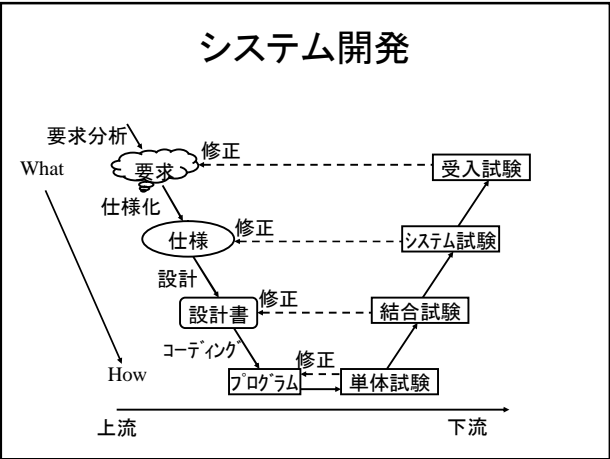 システム開発
要求分析
What
要求
修正
受入試験
仕様化
仕様
修正
システム試験
設計
設計書
修正
結合試験
コーディング
How
プログラム
修正
単体試験
上流
下流